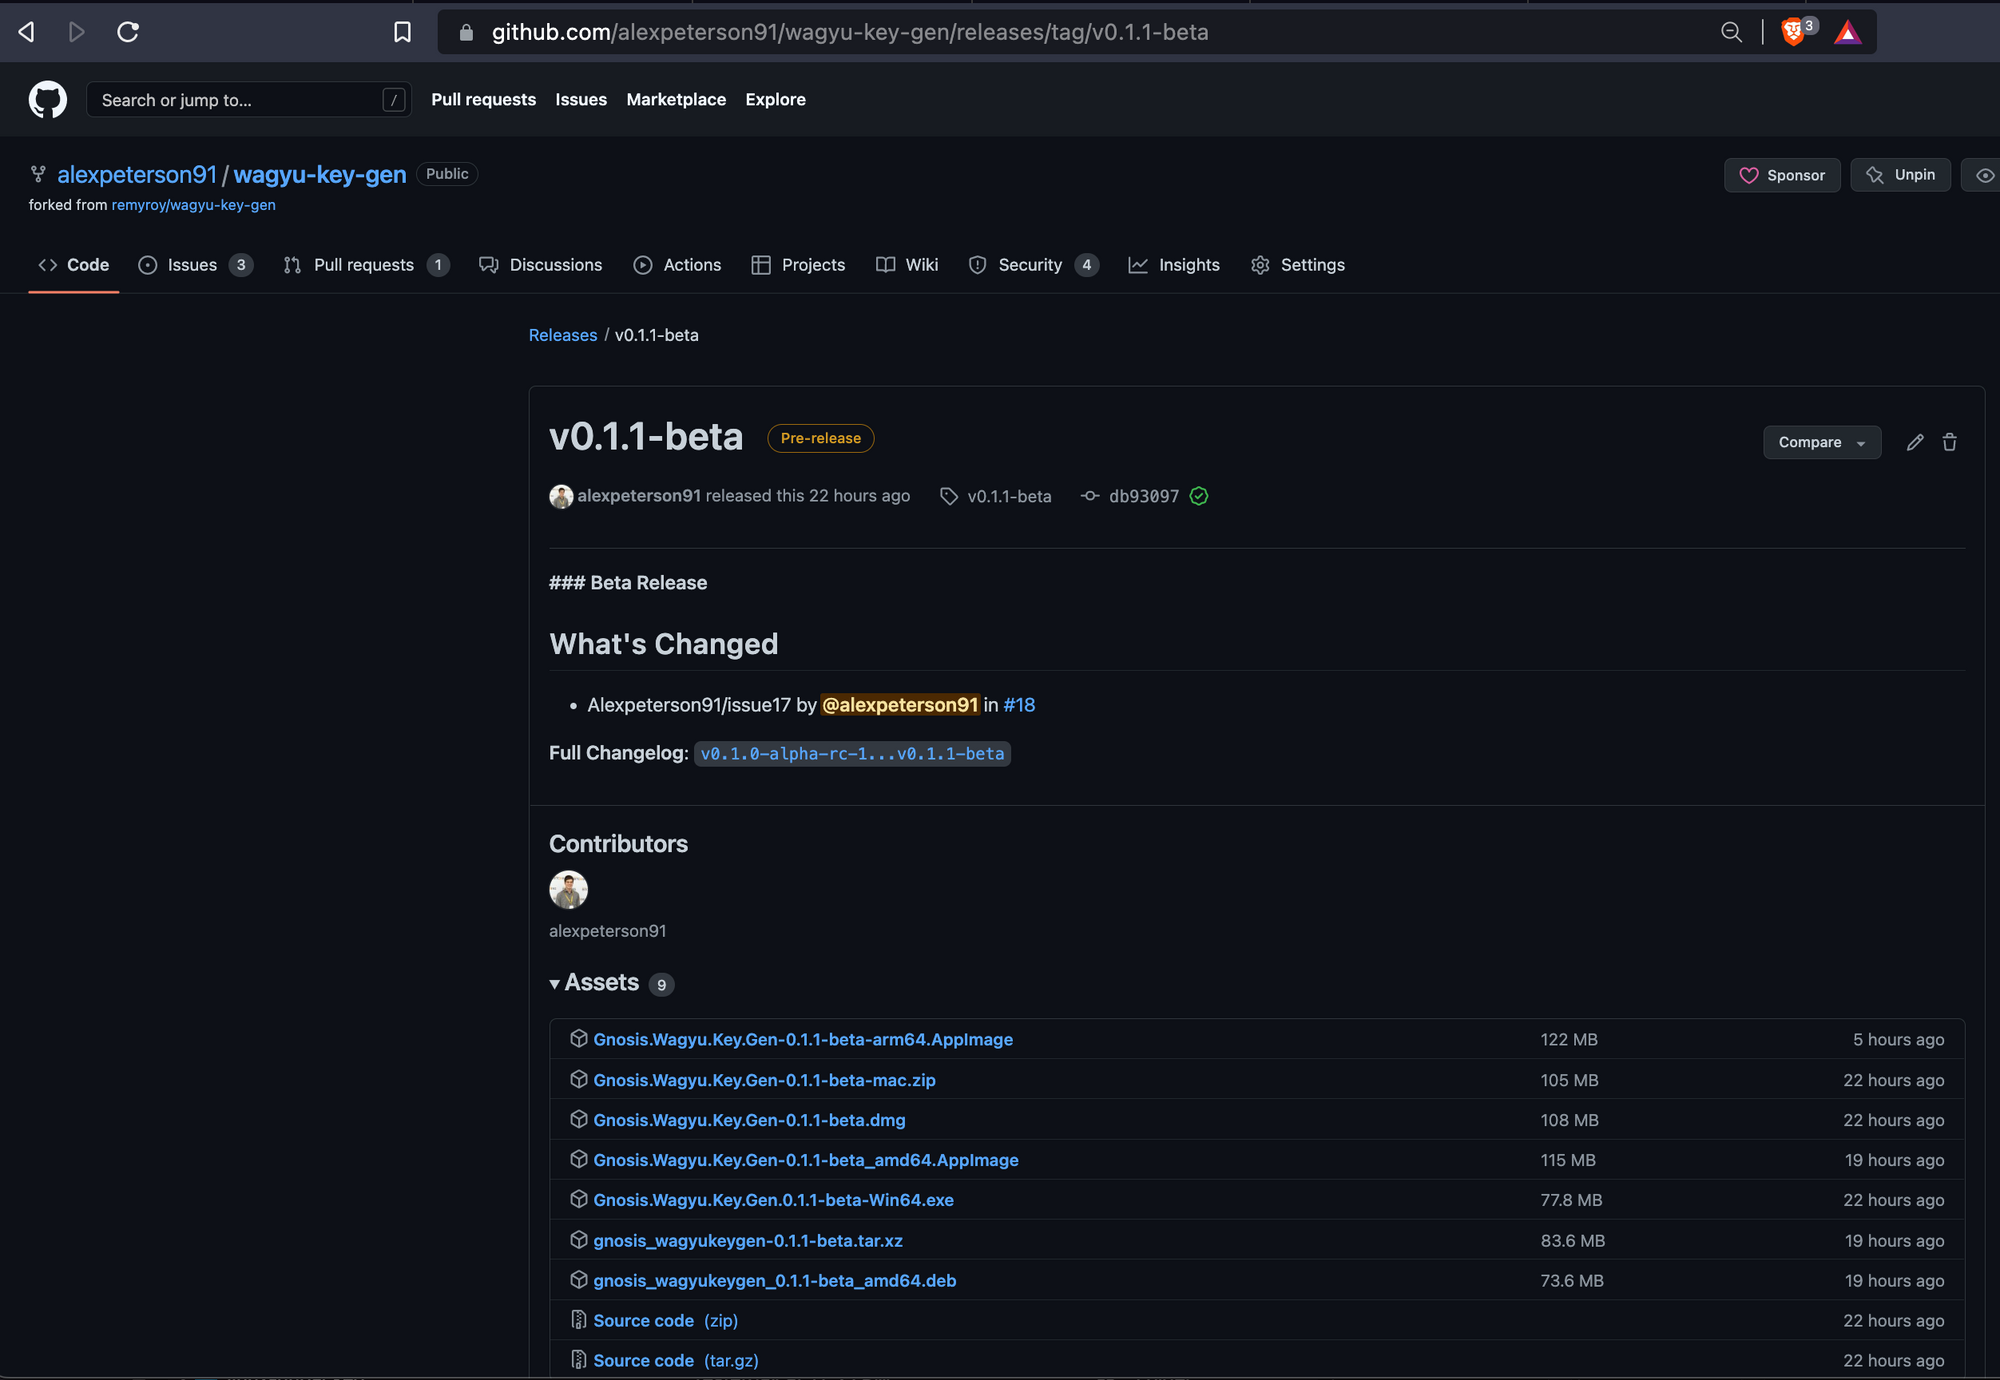 github.com/alexpeterson91/wagyu-key-gen/releases/tag/v0.1.1-beta
3
Search or jump to...
/
Pull requests
Issues
Marketplace
Explore
alexpeterson91/wagyu-key-gen
Public
Sponsor
Unpin
forked from remyroy/wagyu-key-gen
Code
Issues 3
Pull requests 1
Discussions
Actions
Projects
Wiki
Security 4
Insights
Settings
Releases / v0.1.1-beta
v0.1.1-beta
Pre-release
Compare
alexpeterson91 released this 22 hours ago
v0.1.1-beta
db93097
### Beta Release
What's Changed
• Alexpeterson91/issue17 by @alexpeterson91 in #18
Full Changelog: v0.1.0-alpha-rc-1...v0.1.1-beta
Contributors
alexpeterson91
Assets 9
Gnosis.Wagyu.Key.Gen-0.1.1-beta-arm64.AppImage 122 MB 5 hours ago
Gnosis.Wagyu.Key.Gen-0.1.1-beta-mac.zip 105 MB 22 hours ago
Gnosis.Wagyu.Key.Gen-0.1.1-beta.dmg 108 MB 22 hours ago
Gnosis.Wagyu.Key.Gen-0.1.1-beta_amd64.AppImage 115 MB 19 hours ago
Gnosis.Wagyu.Key.Gen.0.1.1-beta-Win64.exe 77.8 MB 22 hours ago
gnosis_wagyukeygen-0.1.1-beta.tar.xz 83.6 MB 19 hours ago
gnosis_wagyukeygen_0.1.1-beta_amd64.deb 73.6 MB 19 hours ago
Source code (zip) 22 hours ago
Source code (tar.gz) 22 hours ago